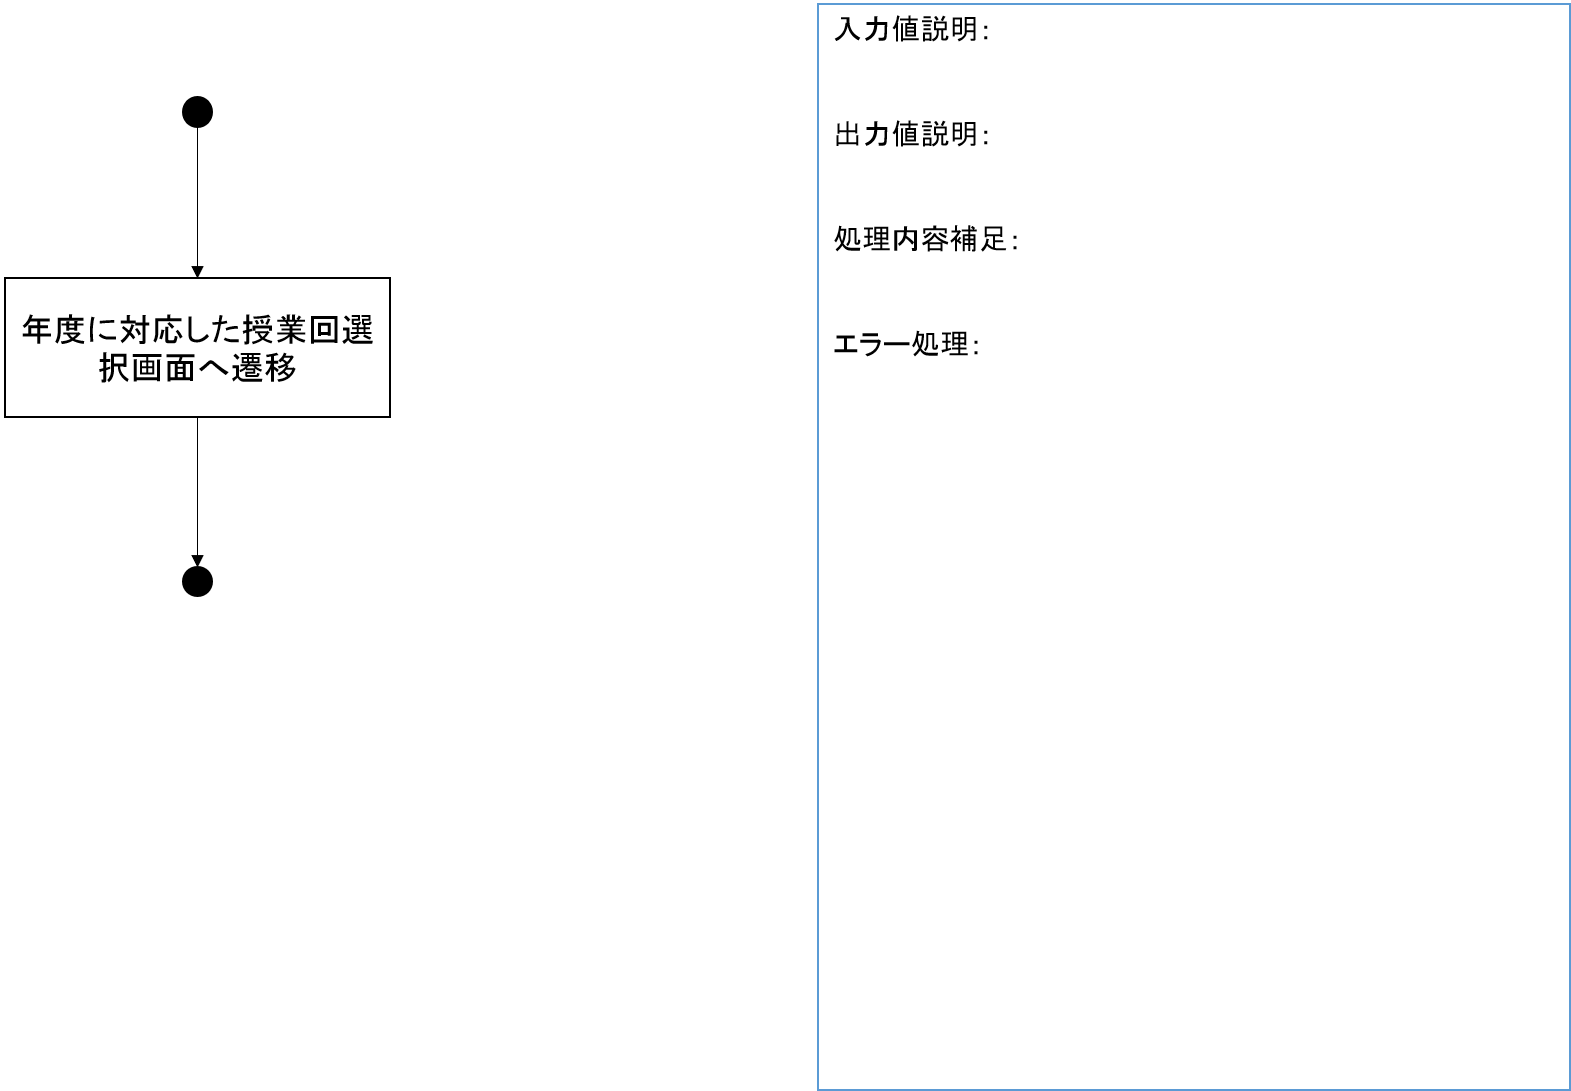 年度に対応した授業回選
択画面へ遷移
入力値説明：
出力値説明：
処理内容補足：
エラー処理：